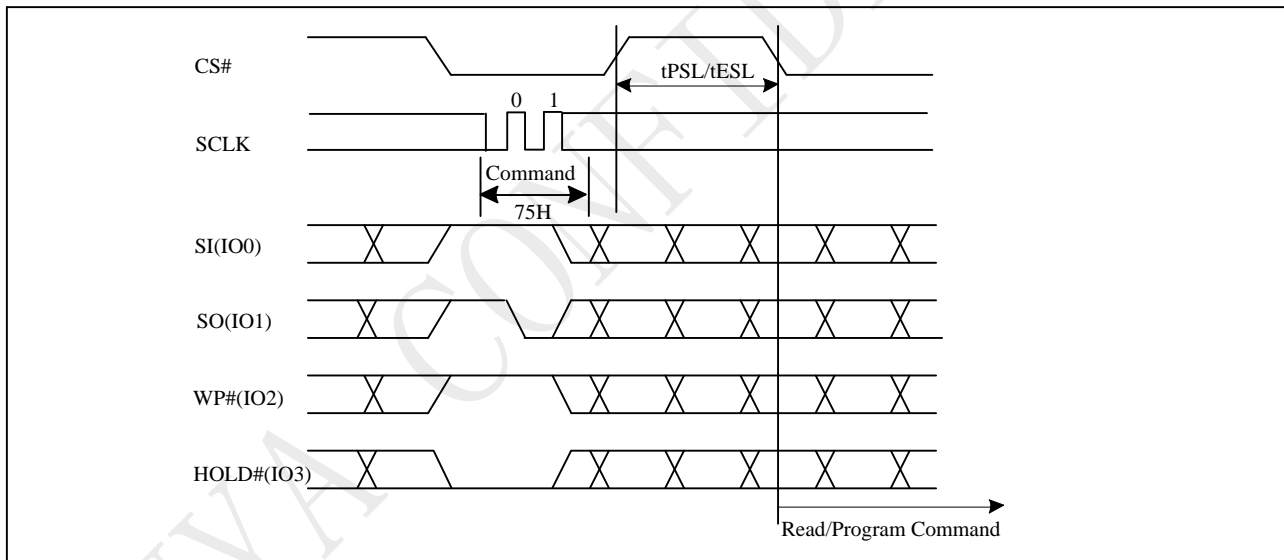 CS#
tPSL/tESL
0 1
SCLK
Command
75H
SI(IO0)
SO(IO1)
WP#(IO2)
HOLD#(IO3)
Read/Program Command